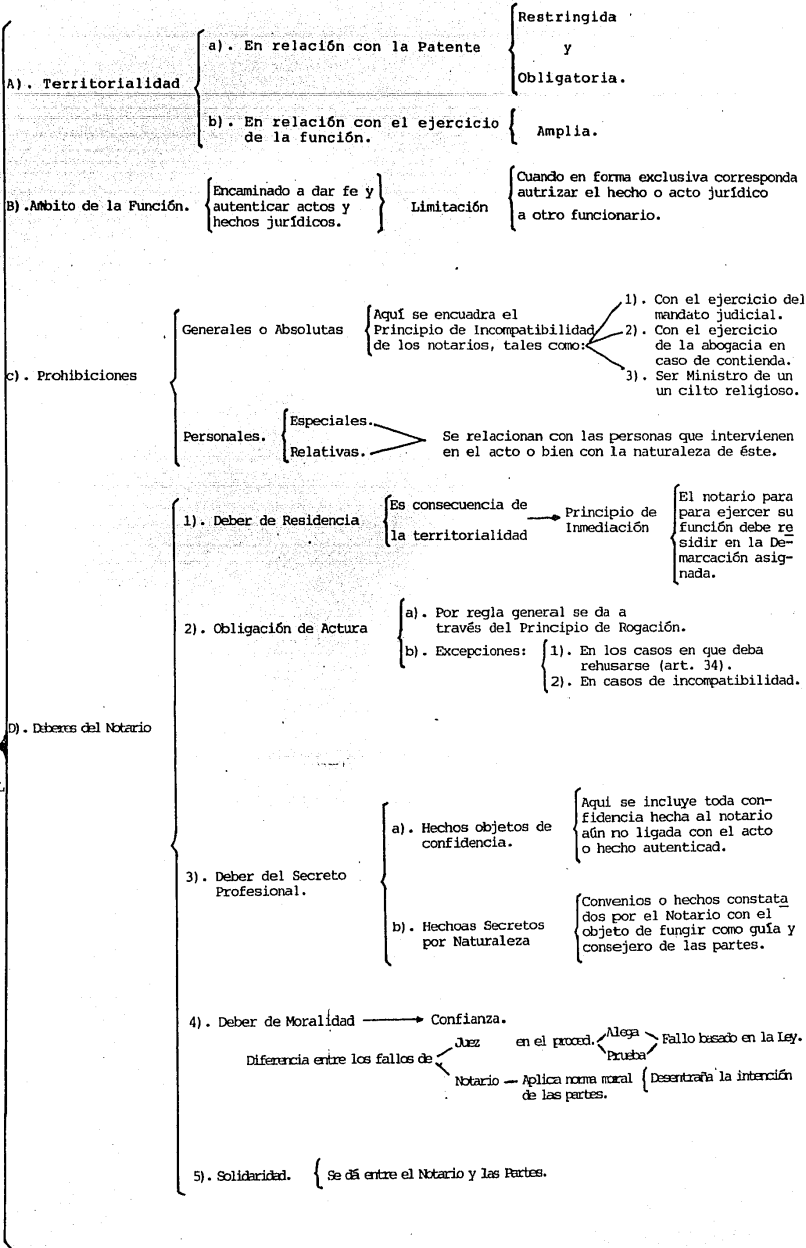 A). Territorialidad
a). En relación con la Patente
Restringida
y
Obligatoria.
b). En relación con el ejercicio
de la función.
Amplia.
B).Ambito de la Función.
Encaminado a dar fe y
autenticar actos y
hechos jurídicos.
Limitación
Cuando en forma exclusiva corresponda
autrizar el hecho o acto jurídico
a otro funcionario.
c). Prohibiciones
Generales o Absolutas
Aquí se encuadra el
Principio de Incompatibilidad
de los notarios, tales como:
1). Con el ejercicio del
mandato judicial.
2). Con el ejercicio
de la abogacia en
caso de contienda.
3). Ser Ministro de un
un cilto religioso.
Personales.
Especiales.
Relativas.
Se relacionan con las personas que intervienen
en el acto o bien con la naturaleza de éste.
D). Deberes del Notario
1). Deber de Residencia
Es consecuencia de
la territorialidad
Principio de
Inmediación
El notario para
para ejercer su
función debe re
sidir en la De-
marcación asig-
nada.
2). Obligación de Actura
a). Por regla general se da a
través del Principio de Rogación.
b). Excepciones:
1). En los casos en que deba
rehusarse (art. 34).
2). En casos de incompatibilidad.
3). Deber del Secreto
Profesional.
a). Hechos objetos de
confidencia.
Aqui se incluye toda con-
fidencia hecha al notario
aún no ligada con el acto
o hecho autenticad.
b). Hechoas Secretos
por Naturaleza
Convenios o hechos constata
dos por el Notario con el
objeto de fungir como guía y
consejero de las partes.
4). Deber de Moralidad → Confianza.
Diferencia entre los fallos de
Juez en el proced. Alega Prueba Fallo basado en la Ley.
Notario — Aplica norma moral
de las partes.
Desentraña la intención
5). Solidaridad.
Se dá entre el Notario y las Partes.